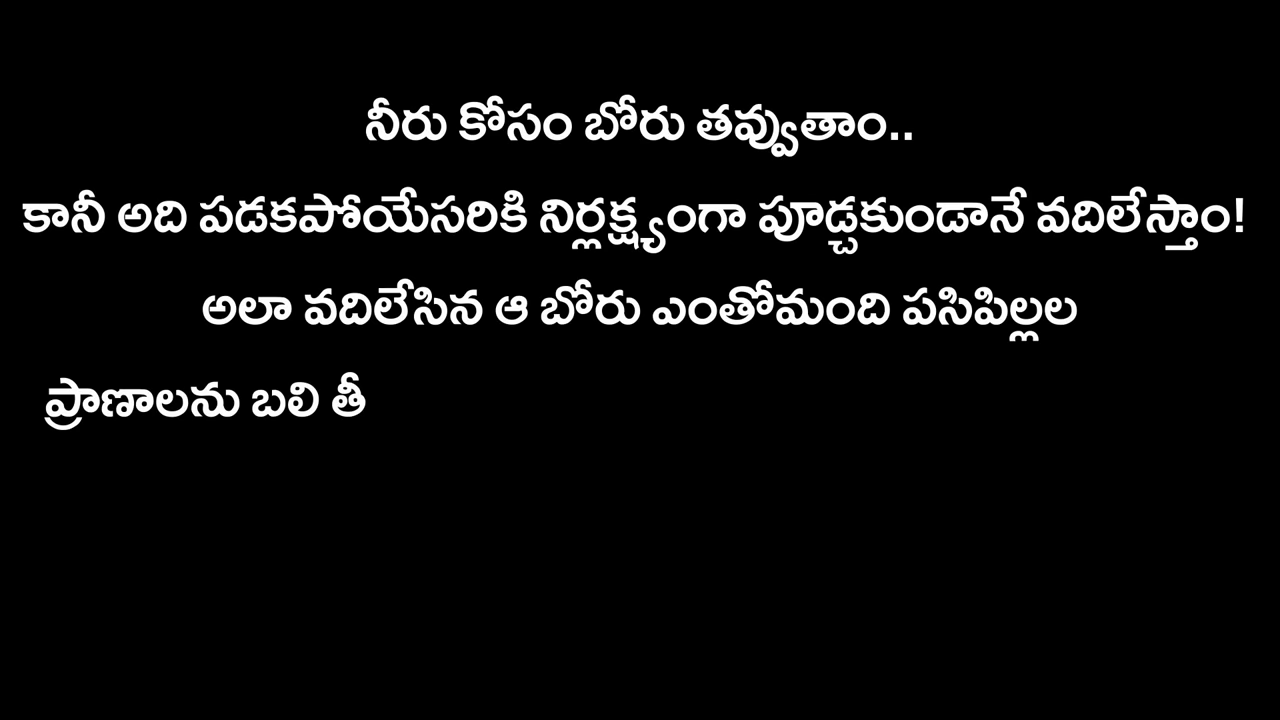 నీరు కోసం బోరు తవ్వుతాం..
కానీ అది పడకపోయేసరికి నిర్లక్ష్యంగా పూడ్చకుండానే వదిలేస్తాం!
అలా వదిలేసిన ఆ బోరు ఎంతోమంది పసిపిల్లల
ప్రాణాలను బలి తీ